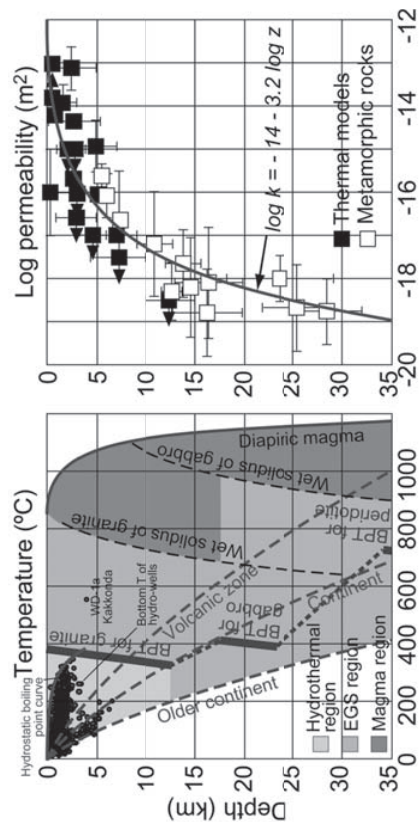 Log permeability (m²)
-20
-18
-16
-14
-12
0
5
10
15
20
25
30
35
log k = - 14 - 3.2 log z
Thermal models
Metamorphic rocks
Temperature (ºC)
0
200
400
600
800
1000
Hydrostatic boiling
point curve
WD-1a
Kakkonda
Bottom T of
hydro-wells
BPT for granite
Volcanic zone
Wet solidus of granite
Wet solidus of gabbro
Diapiric magma
BPT for
gabbro
BPT for
peridotite
Continent
Older continent
Hydrothermal
region
EGS region
Magma region
0
5
10
15
20
25
30
35
Depth (km)